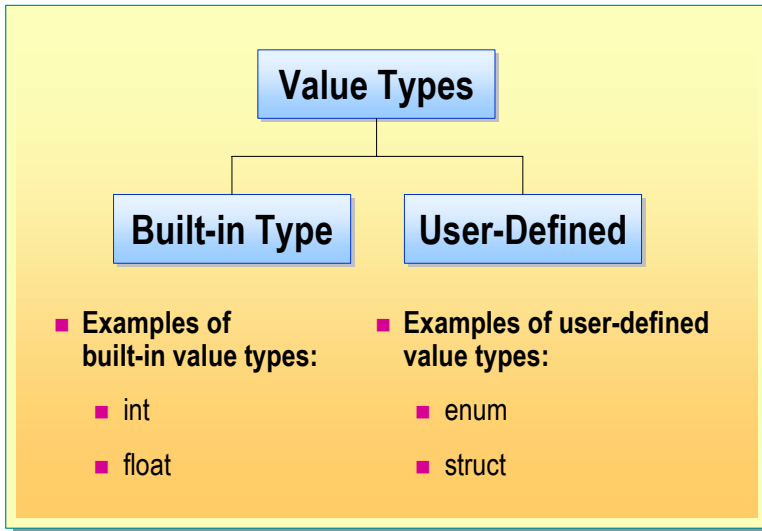 Value Types
Built-in Type
User-Defined
Examples of
built-in value types:
int
float
Examples of user-defined
value types:
enum
struct